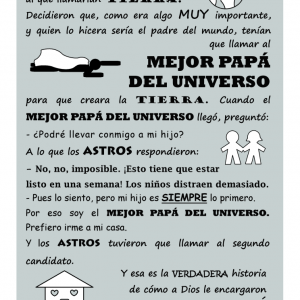 al que llamarían TIERRA?
Decidieron que, como era algo MUY importante,
y quien lo hicera sería el padre del mundo, tenían
que llamar al
MEJOR PAPÁ
DEL UNIVERSO
para que creara la TIERRA. Cuando el
MEJOR PAPÁ DEL UNIVERSO llegó, preguntó:
- ¿Podré llevar conmigo a mi hijo?
A lo que los ASTROS respondieron:
- No, no, imposible. ¡Esto tiene que estar
listo en una semana! Los niños distraen demasiado.
- Pues lo siento, pero mi hijo es SIEMPRE lo primero.
Por eso soy el MEJOR PAPÁ DEL UNIVERSO.
Prefiero irme a mi casa.
Y los ASTROS tuvieron que llamar al segundo
candidato.
Y esa es la VERDADERA historia
de cómo a Dios le encargaron